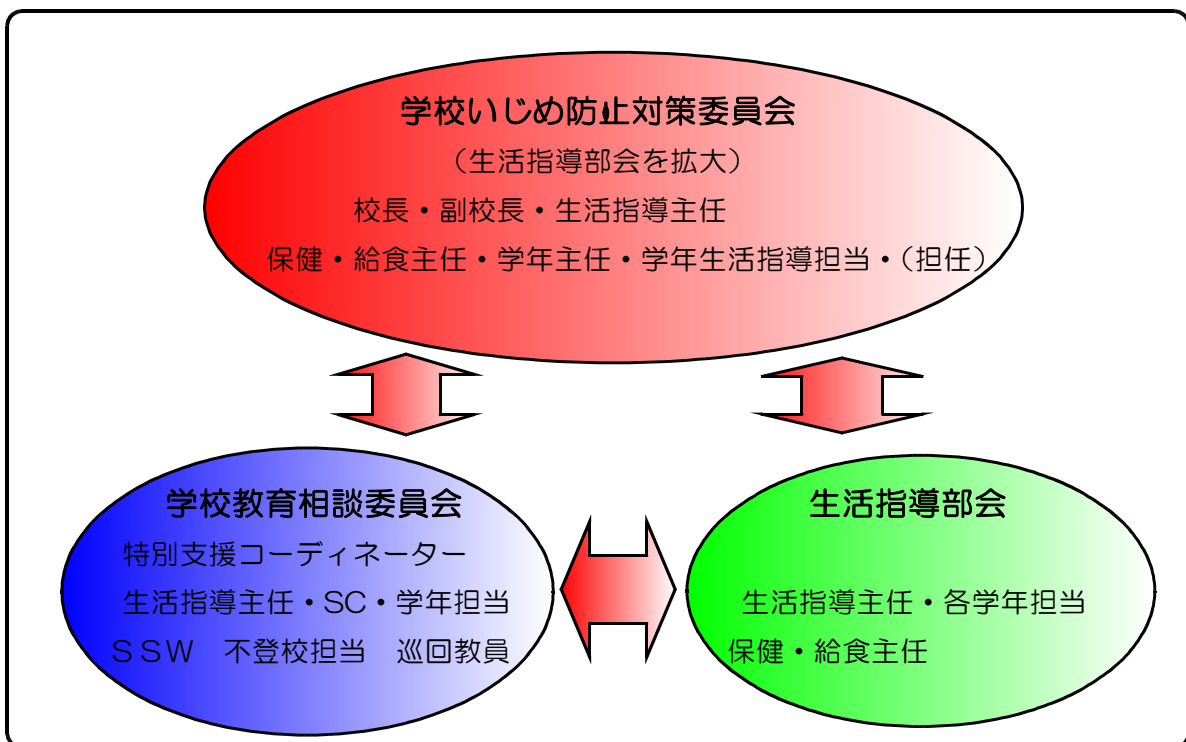 学校いじめ防止対策委員会
（生活指導部会を拡大）
校長・副校長・生活指導主任
保健・給食主任・学年主任・学年生活指導担当・（担任）
学校教育相談委員会
特別支援コーディネーター
生活指導主任・SC・学年担当
ＳＳＷ　不登校担当　巡回教員
生活指導部会
生活指導主任・各学年担当
保健・給食主任